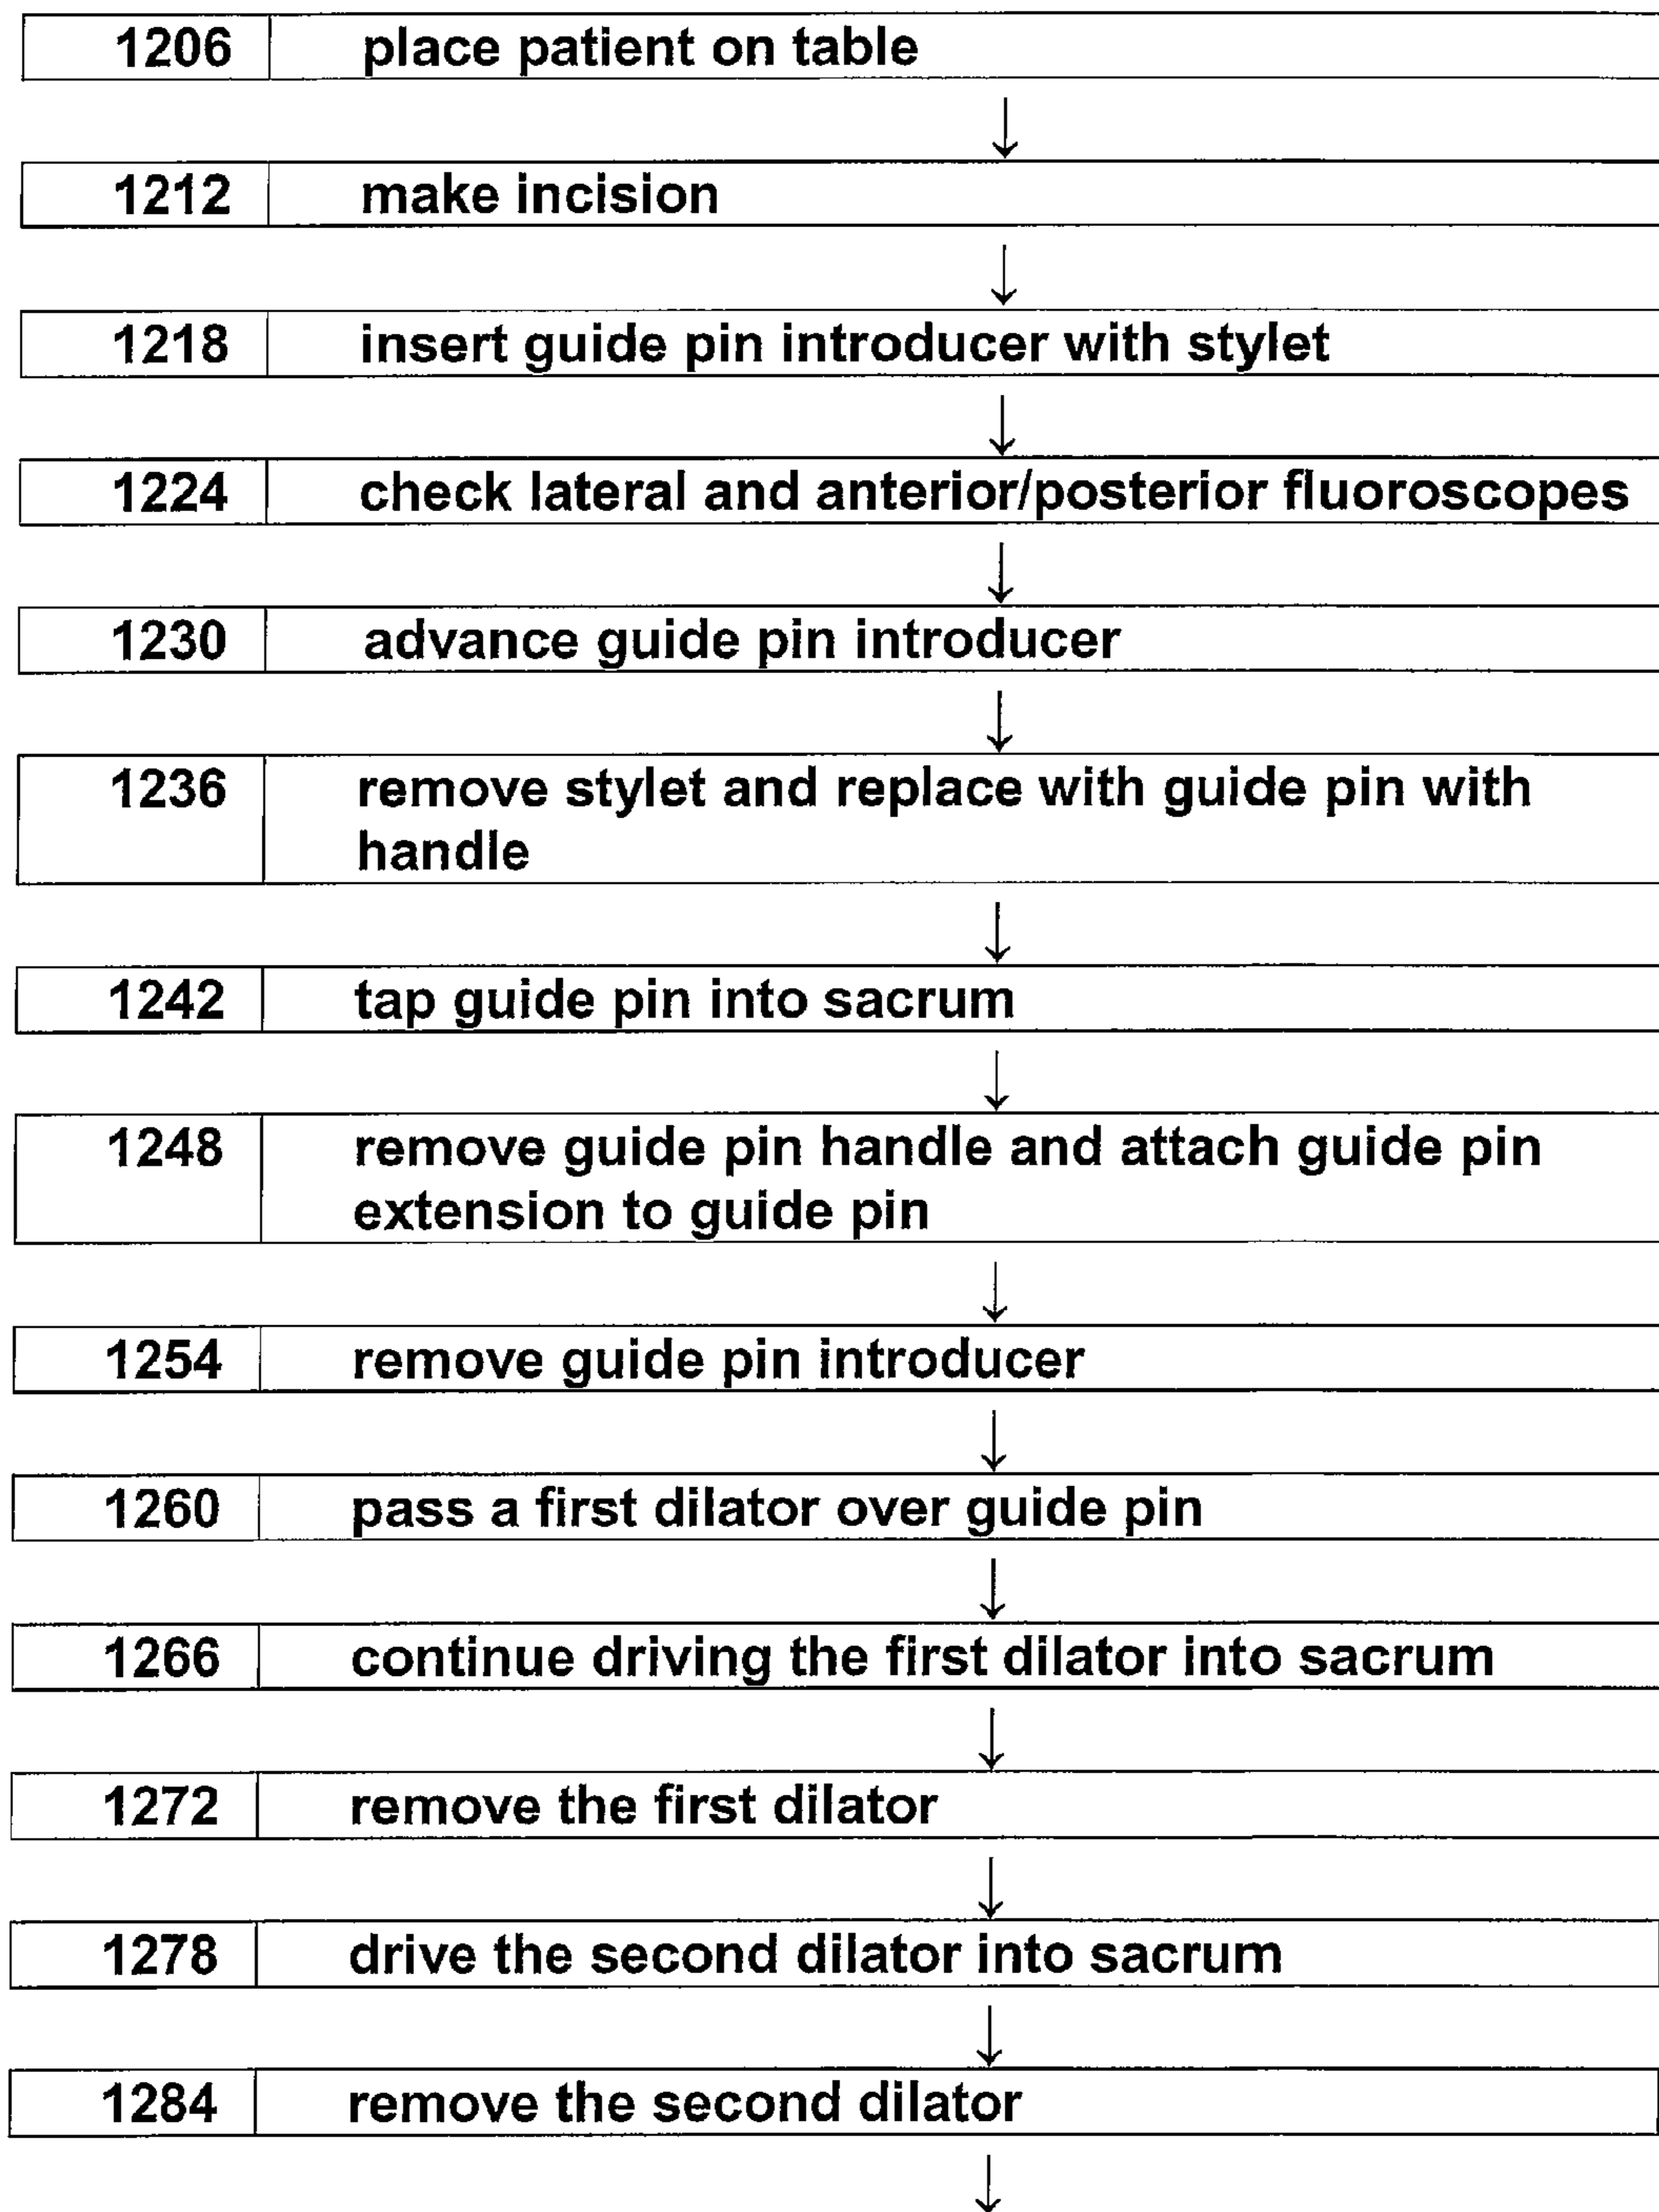 1206 place patient on table
1212 make incision
1218 insert guide pin introducer with stylet
1224 check lateral and anterior/posterior fluoroscopes
1230 advance guide pin introducer
1236 remove stylet and replace with guide pin with
handle
1242 tap guide pin into sacrum
1248 remove guide pin handle and attach guide pin
extension to guide pin
1254 remove guide pin introducer
1260 pass a first dilator over guide pin
1266 continue driving the first dilator into sacrum
1272 remove the first dilator
1278 drive the second dilator into sacrum
1284 remove the second dilator